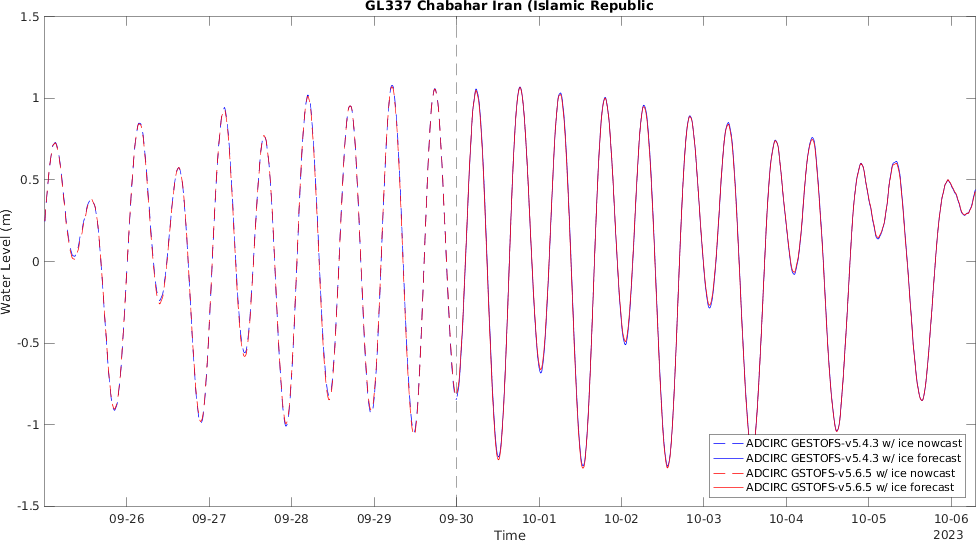 GL337 Chabahar Iran (Islamic Republic
1.5
1
0.5
0
-0.5
-1
-1.5
Water Level (m)
09-26 09-27 09-28 09-29 09-30 10-01 10-02 10-03 10-04 10-05 10-06
2023
Time
ADCIRC GESTOFS-v5.4.3 w/ ice nowcast
ADCIRC GESTOFS-v5.4.3 w/ ice forecast
ADCIRC GSTOFS-v5.6.5 w/ ice nowcast
ADCIRC GSTOFS-v5.6.5 w/ ice forecast